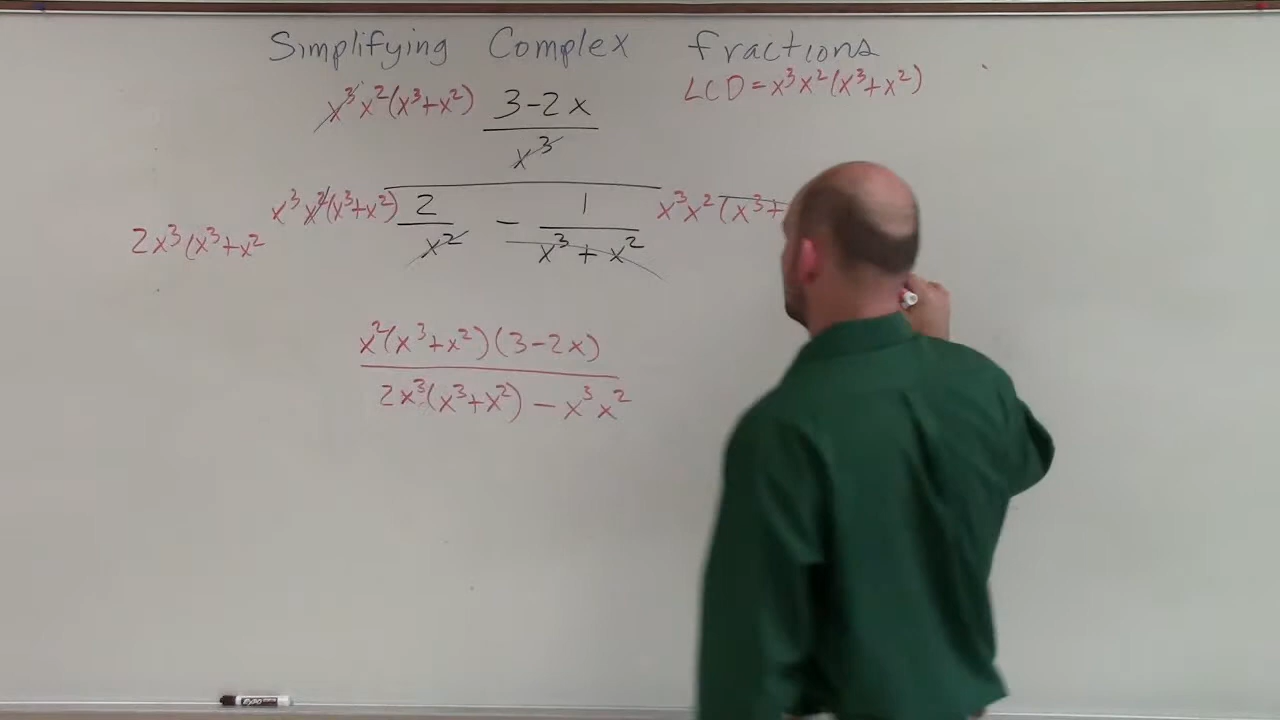 Simplifying Complex fractions
LCD = x³x²(x³+x²)
x³x²(x³+x²) 3-2x
x³
x³x²(x³+x²) 2 - 1 x³x²(x³+
2x³(x³+x² x² x³+x²
x²(x³+x²)(3-2x)
2x³(x³+x²) - x³x²
EXPO